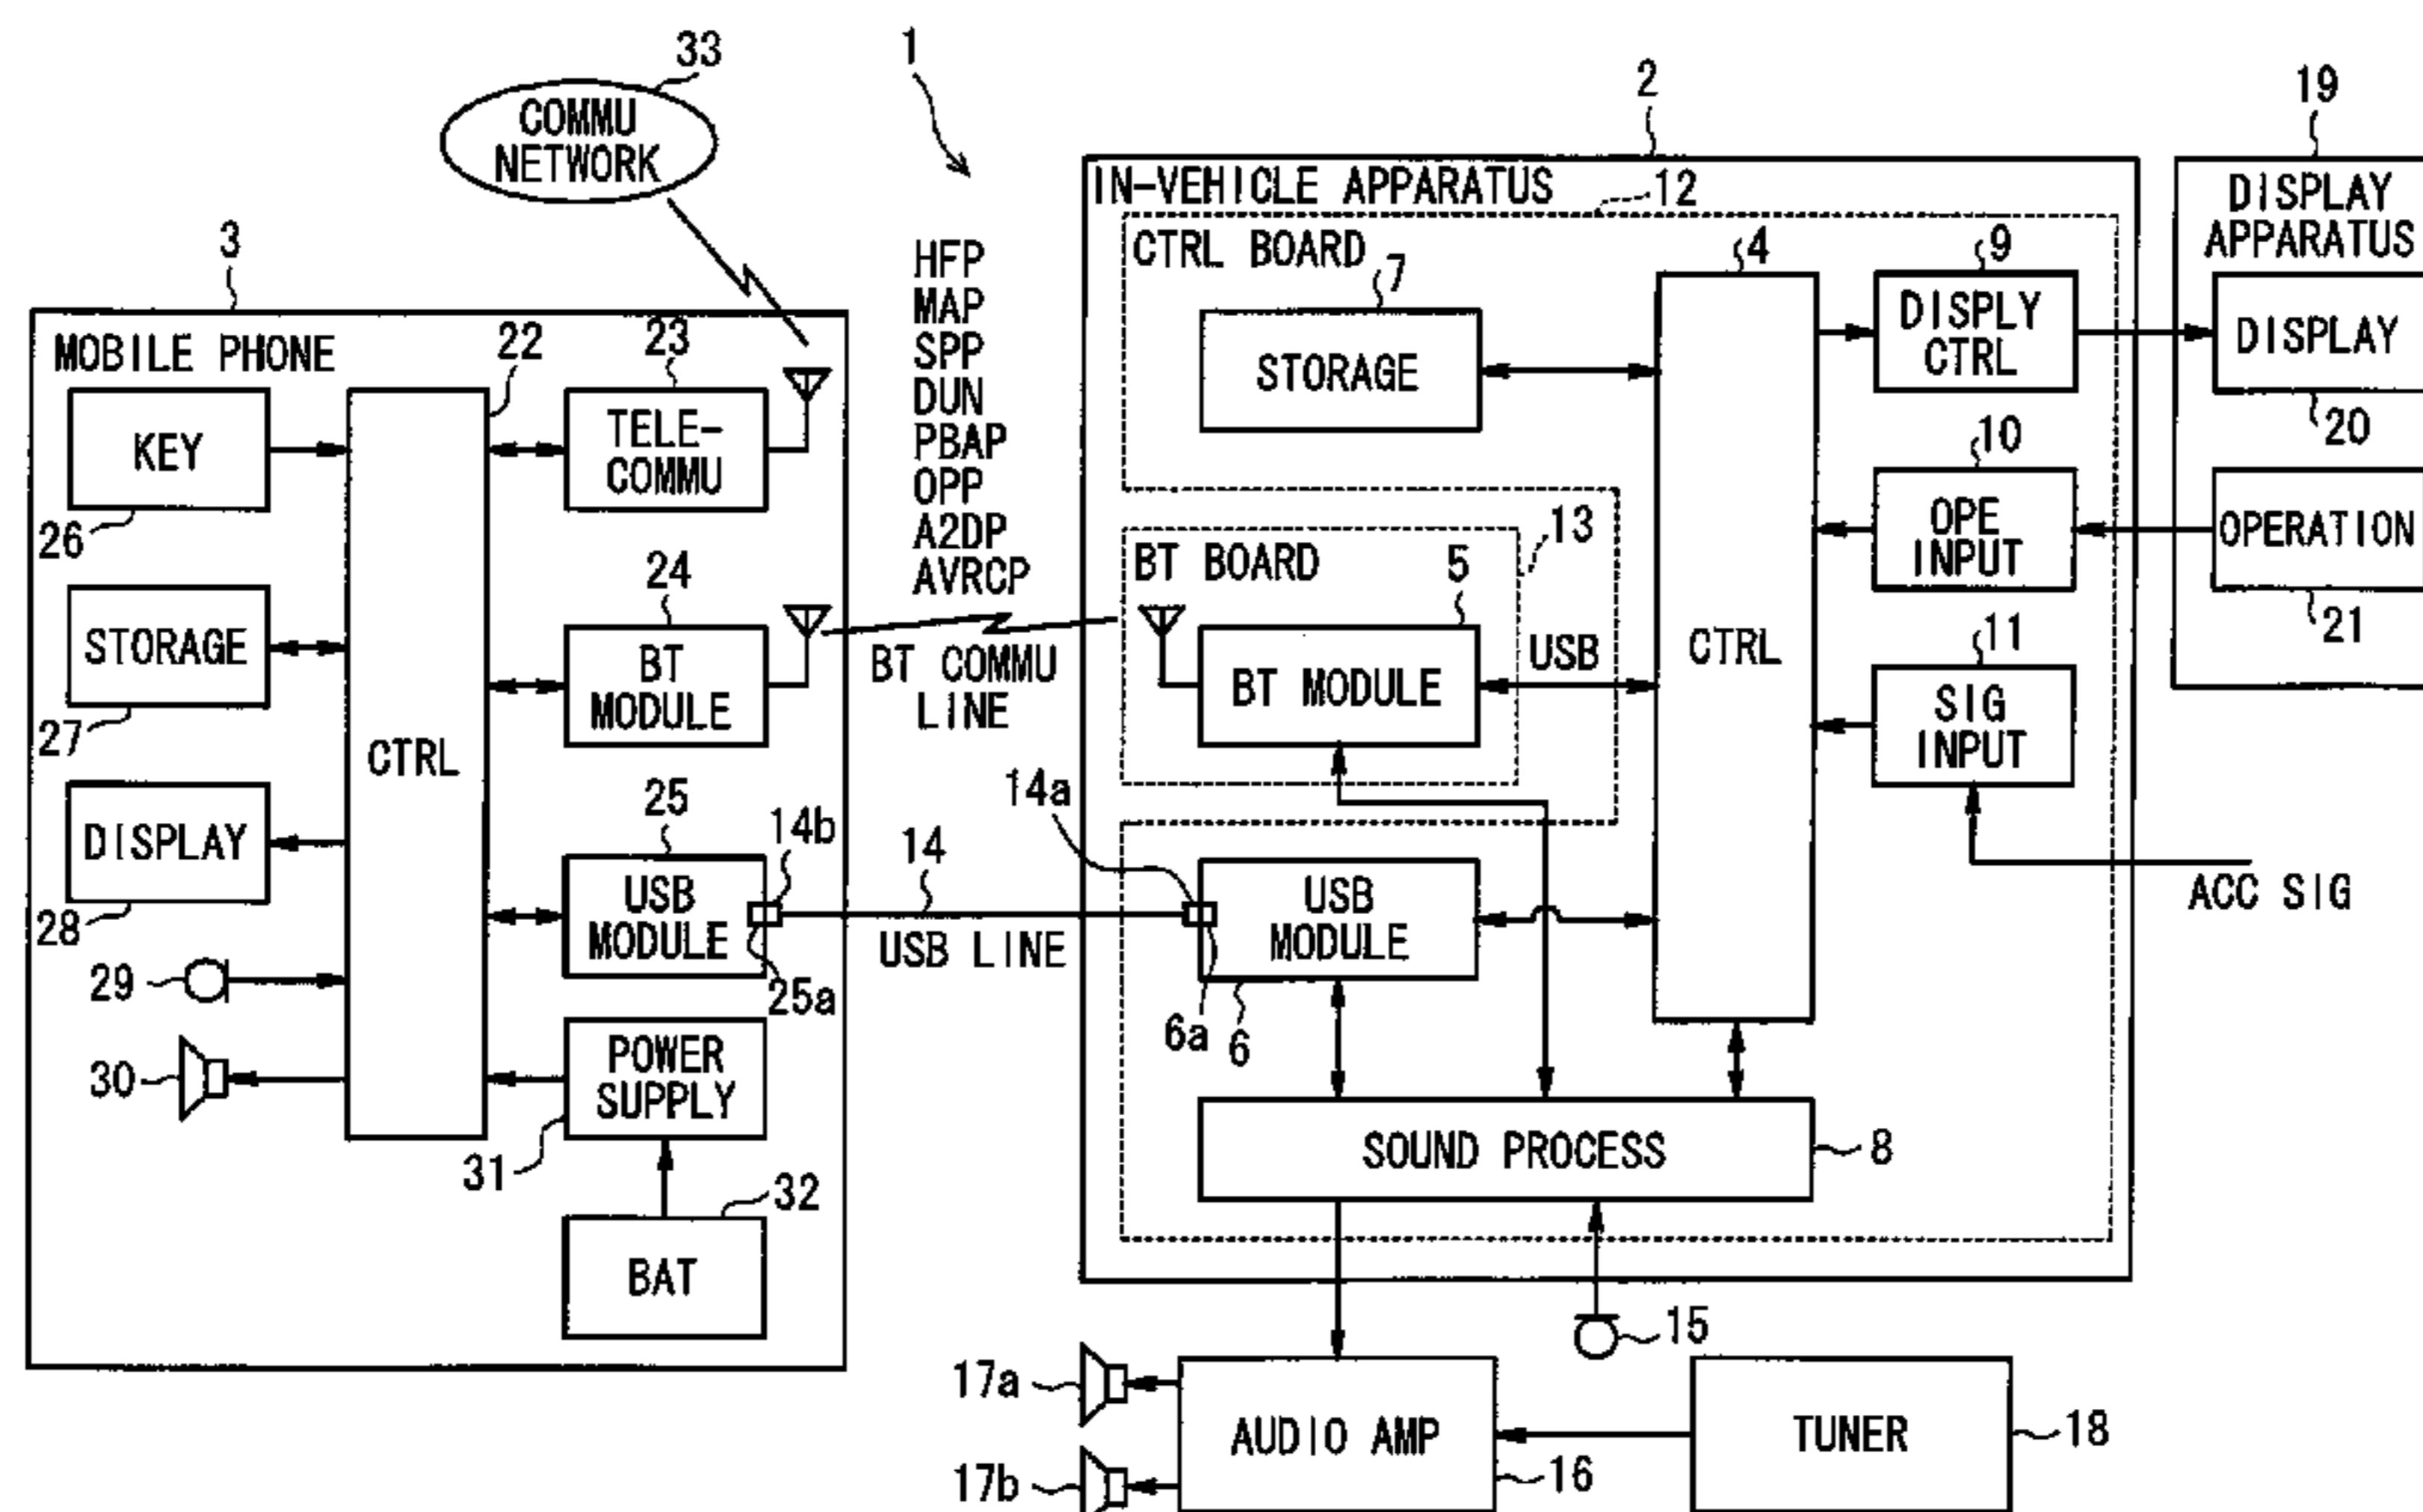 33
COMMU
NETWORK
1
2
19
IN-VEHICLE APPARATUS
12
DISPLAY
APPARATUS
3
HFP
MAP
SPP
DUN
PBAP
OPP
A2DP
AVRCP
CTRL BOARD
7
4
9
MOBILE PHONE
22
23
STORAGE
DISPLY
CTRL
DISPLAY
20
KEY
26
TELE-
COMMU
10
OPE
INPUT
OPERATION
21
13
BT BOARD
5
24
STORAGE
27
BT
MODULE
BT COMMU
LINE
BT MODULE
USB
CTRL
11
SIG
INPUT
CTRL
14a
ACC SIG
DISPLAY
28
25
14b
USB
MODULE
25a
14
USB LINE
USB
MODULE
6a
6
29
30
POWER
SUPPLY
31
32
BAT
SOUND PROCESS
8
15
17a
17b
AUDIO AMP
16
TUNER
18